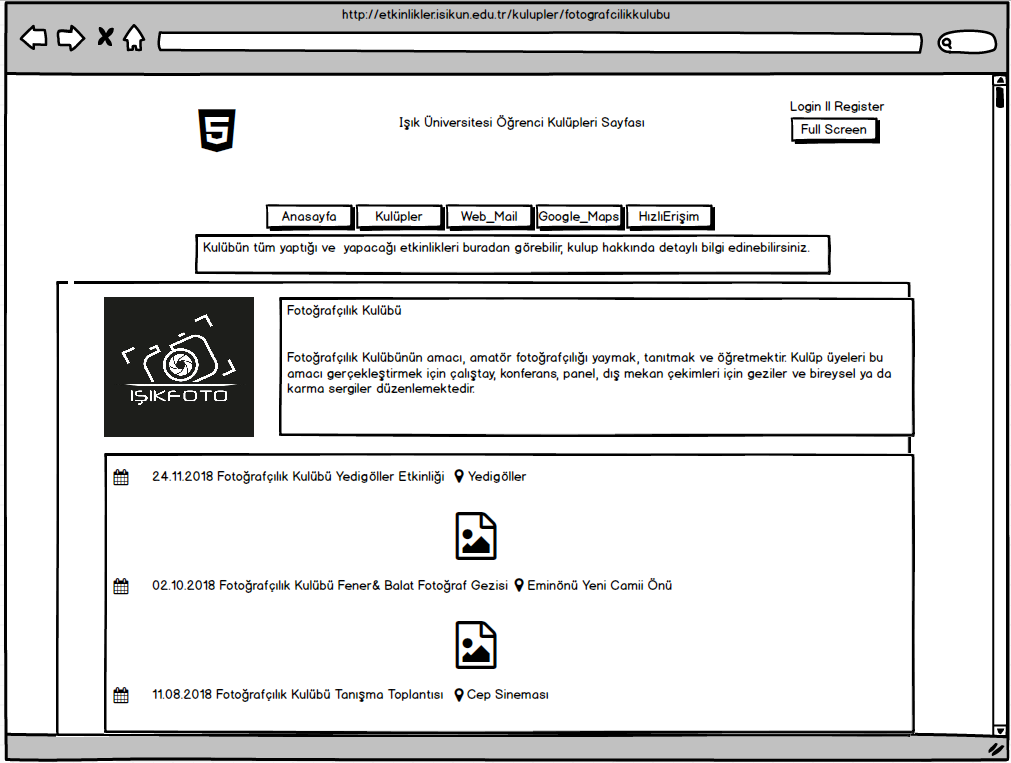 http://etkinlikler.isikun.edu.tr/kulupler/fotografcilikkulubu
Login II Register
Işık Üniversitesi Öğrenci Kulüpleri Sayfası
Full Screen
Anasayfa Kulüpler Web_Mail Google_Maps HızlıErişim
Kulübün tüm yaptığı ve yapacağı etkinlikleri buradan görebilir, kulup hakkında detaylı bilgi edinebilirsiniz.
IŞIKFOTO
Fotoğrafçılık Kulübü
Fotoğrafçılık Kulübünün amacı, amatör fotoğrafçılığı yaymak, tanıtmak ve öğretmektir. Kulüp üyeleri bu
amacı gerçekleştirmek için çalıştay, konferans, panel, dış mekan çekimleri için geziler ve bireysel ya da
karma sergiler düzenlemektedir.
24.11.2018 Fotoğrafçılık Kulübü Yedigöller Etkinliği Yedigöller
02.10.2018 Fotoğrafçılık Kulübü Fener& Balat Fotoğraf Gezisi Eminönü Yeni Camii Önü
11.08.2018 Fotoğrafçılık Kulübü Tanışma Toplantısı Cep Sineması